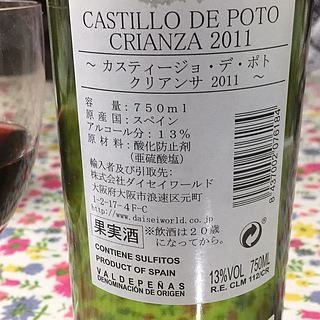 CASTILLO DE POTO
CRIANZA 2011
～ カスティージョ・デ・ポト
クリアンサ 2011 ～
容 量：750ml
原 産 国：スペイン
アルコール分：13%
原 材 料：酸化防止剤
（亜硫酸塩）
輸入者及び引取先：
株式会社ダイセイワールド
大阪府大阪市浪速区元町
1-2-17-4F-C
http://www.daiseiworld.co.jp
果実酒 ※飲酒は２０歳
になってから。
CONTIENE SULFITOS
PRODUCT OF SPAIN
VALDEPEÑAS
DENOMINACIÓN DE ORIGEN
13%VOL 750ML
R.E. CLM 112/CR
8437002076184